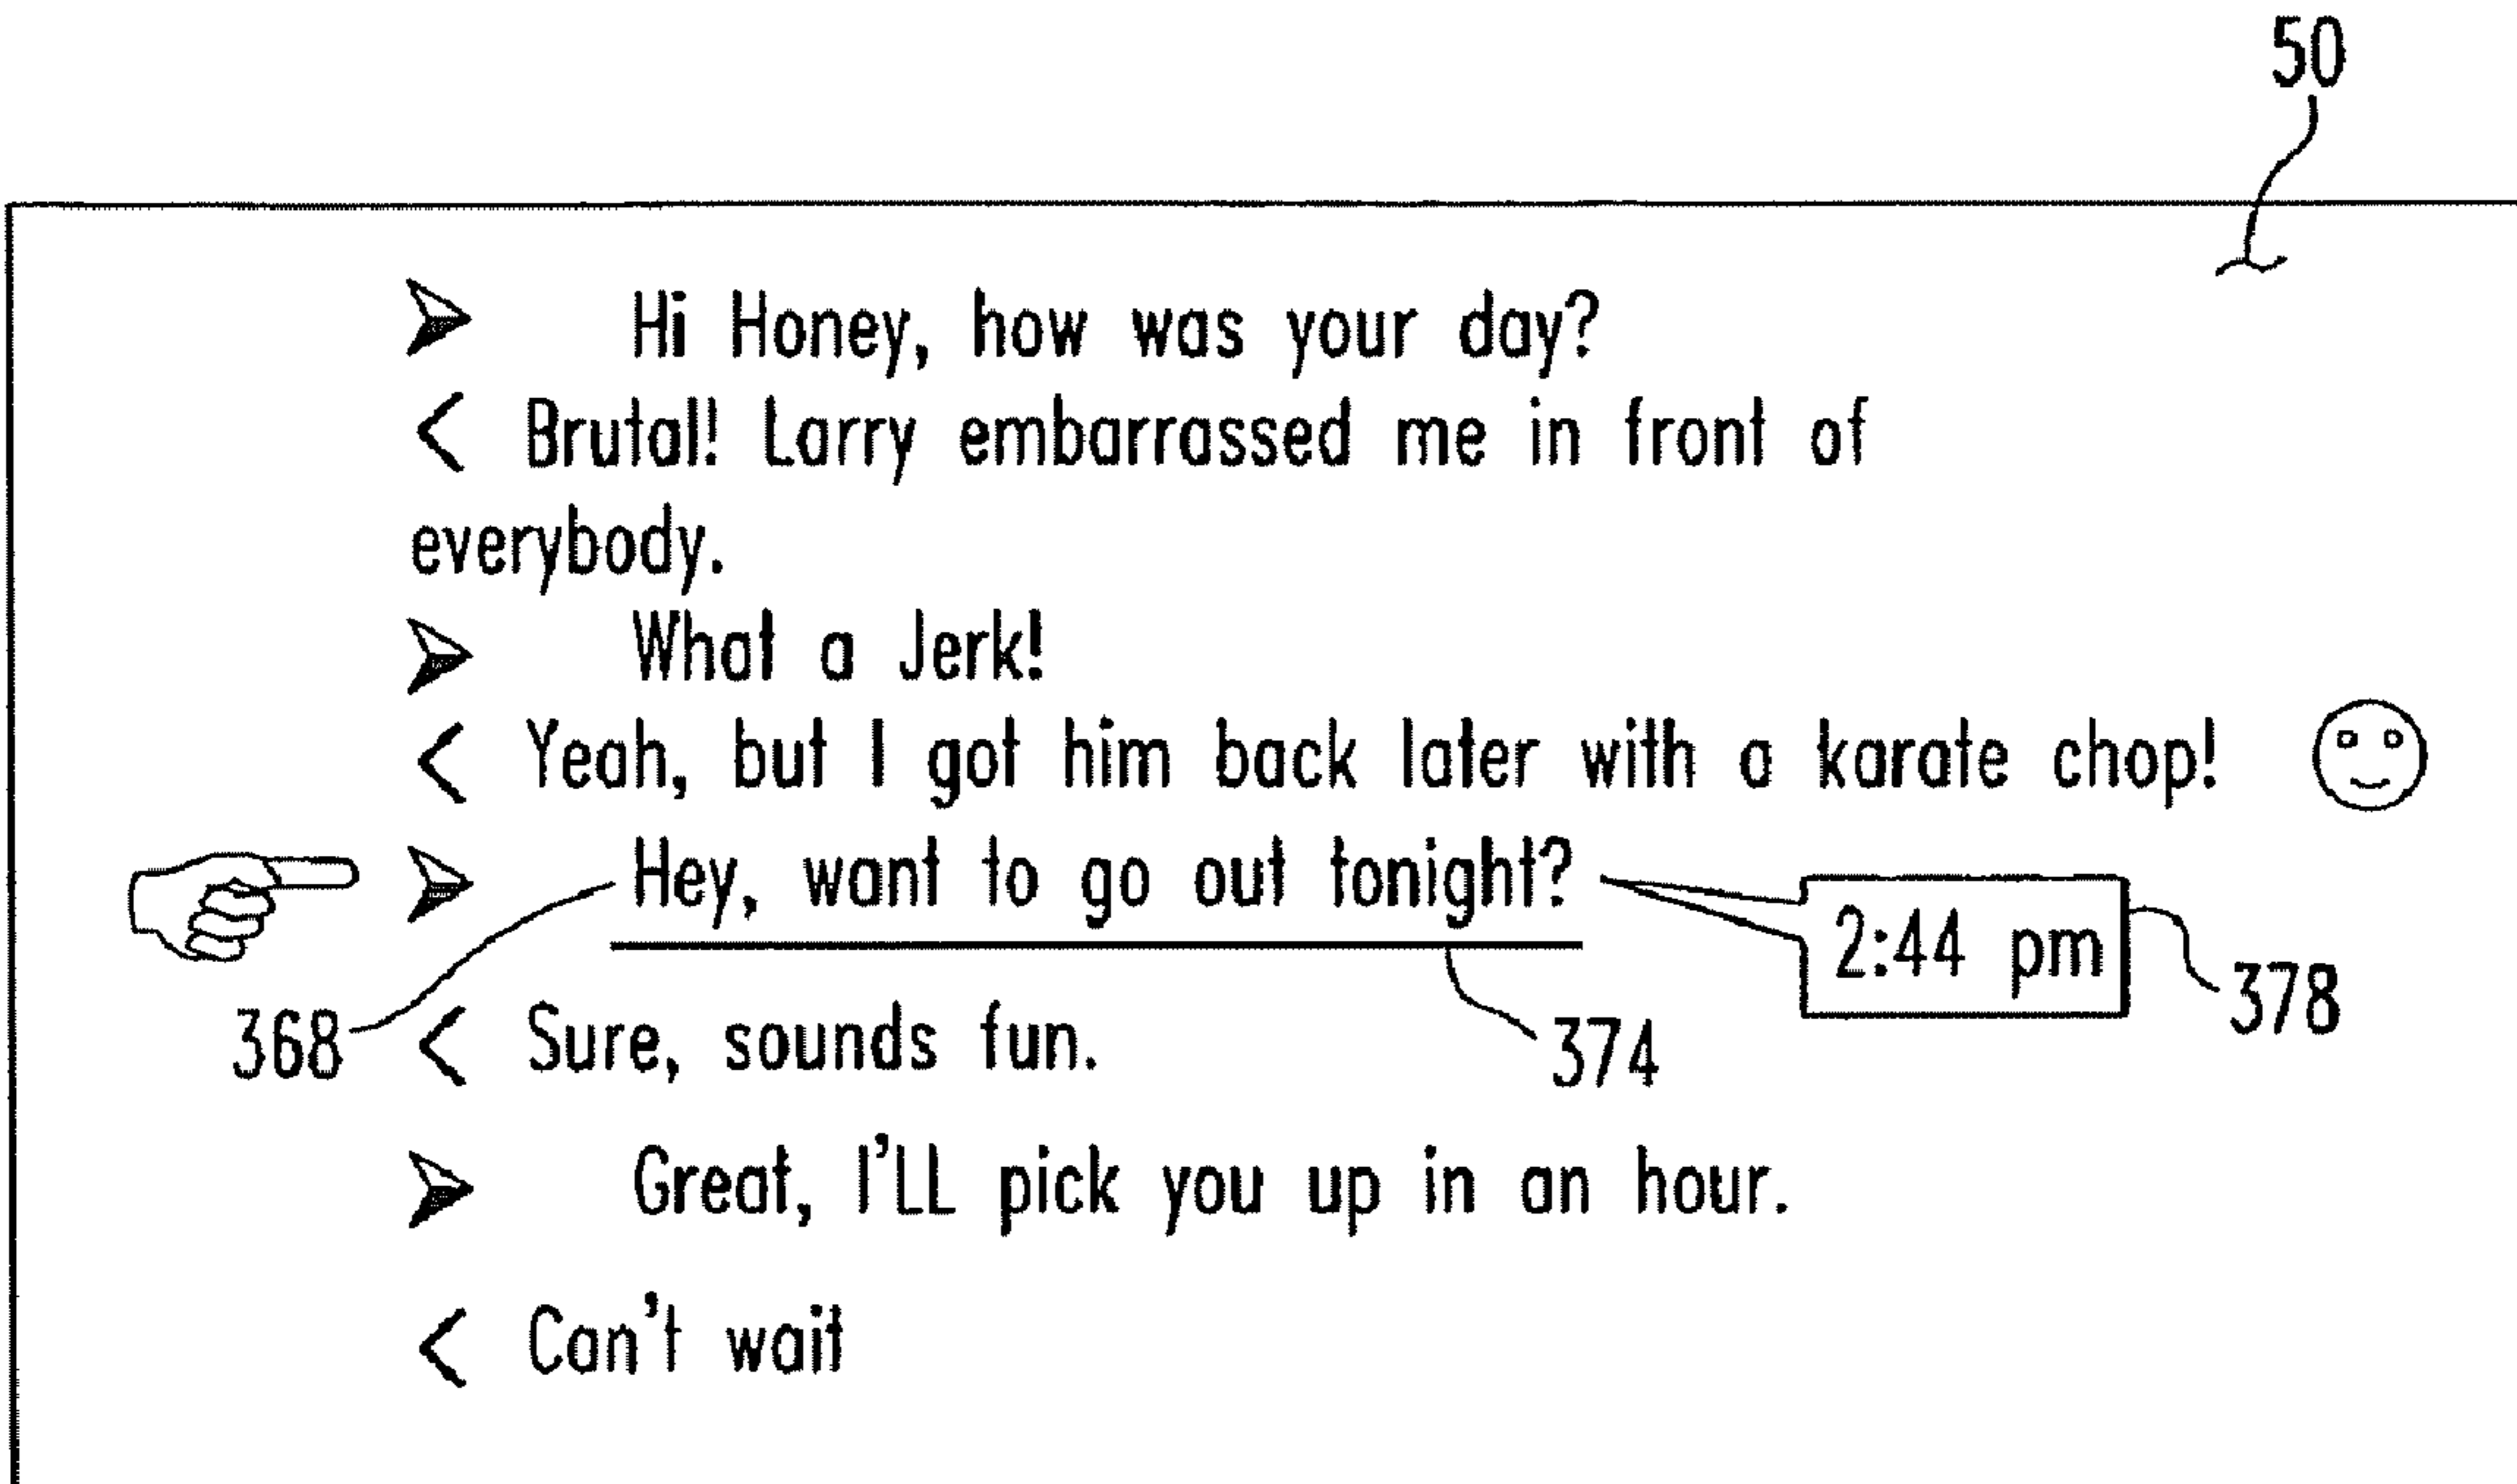 50
➢ Hi Honey, how was your day?
< Brutal! Larry embarrassed me in front of
everybody.
➢ What a Jerk!
< Yeah, but I got him back later with a karate chop!
➢ Hey, want to go out tonight?
2:44 pm
378
368
< Sure, sounds fun.
374
➢ Great, I'LL pick you up in an hour.
< Can't wait